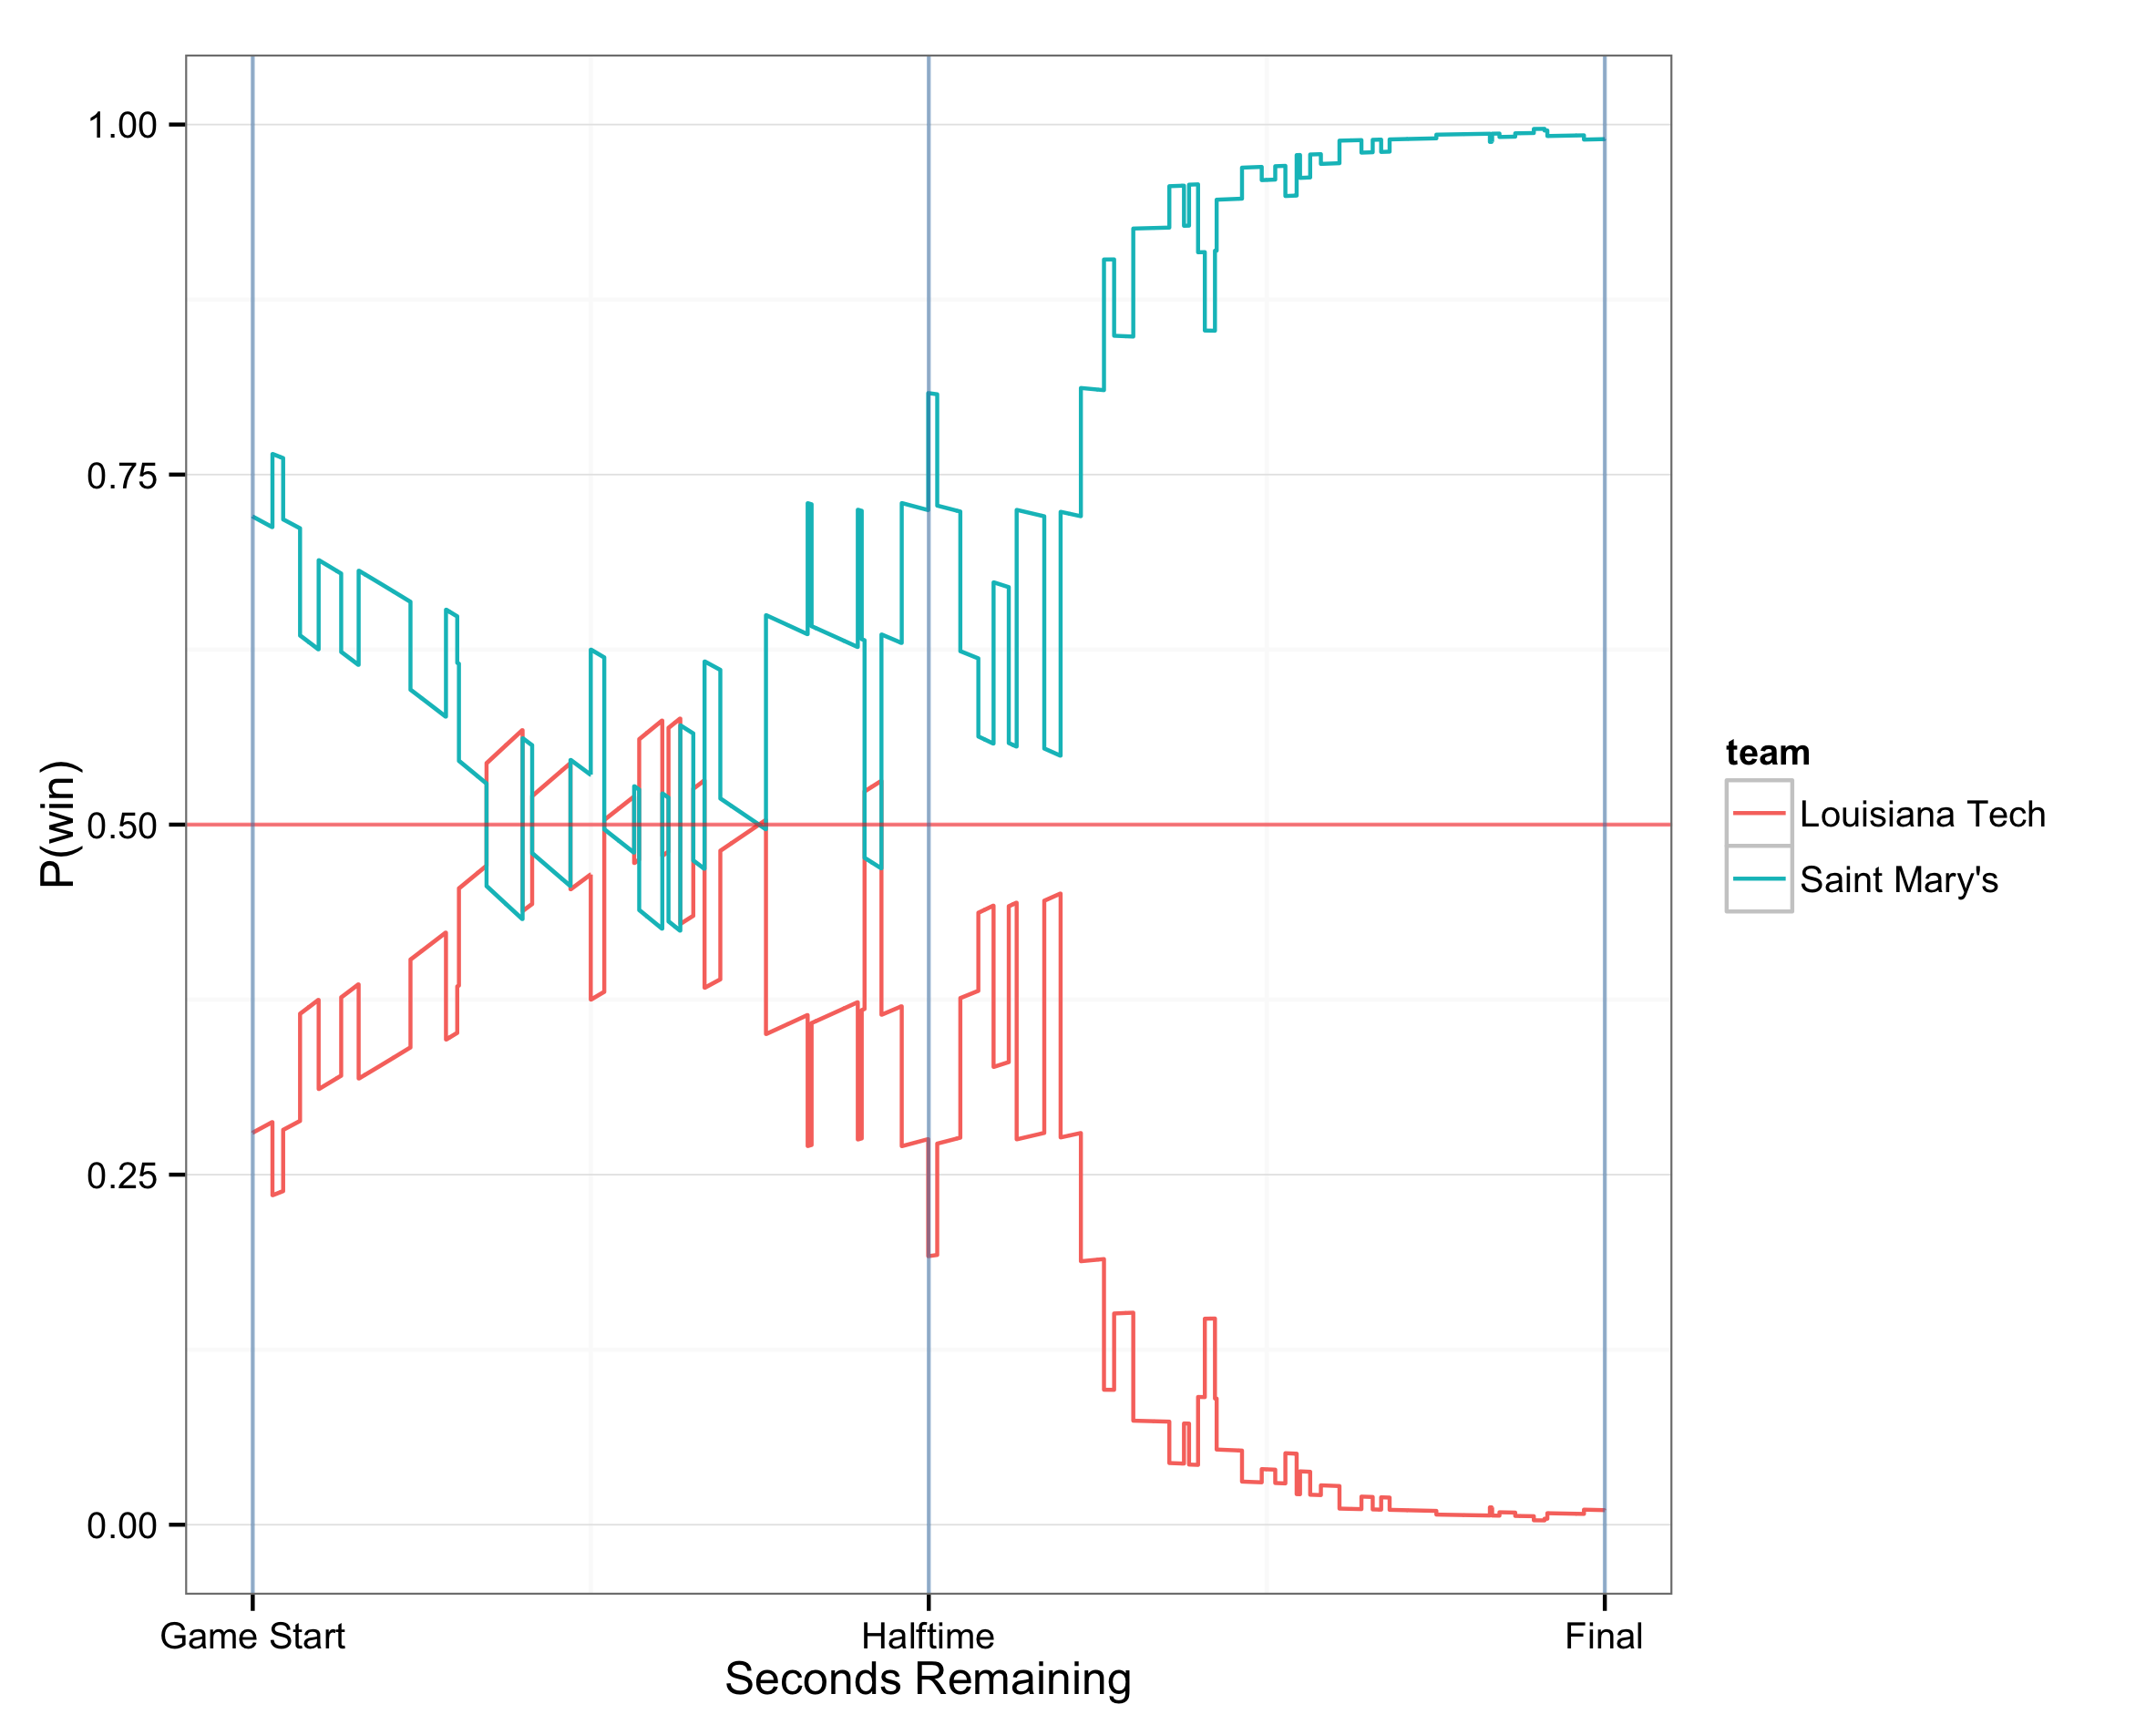 1.00
0.75
0.50
0.25
0.00
P(win)
Game Start
Halftime
Final
Seconds Remaining
team
Louisiana Tech
Saint Mary's